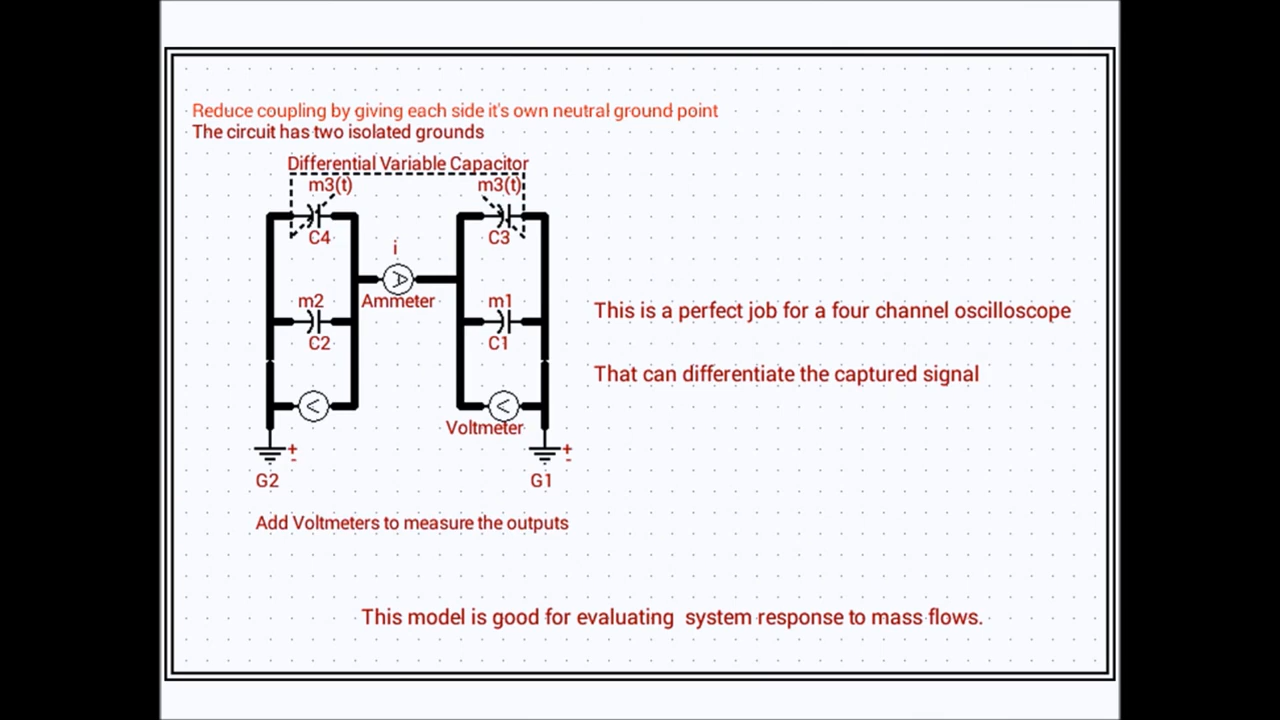 Reduce coupling by giving each side it's own neutral ground point
The circuit has two isolated grounds
Differential Variable Capacitor
m3(t) m3(t)
C4 C3
i
A
m2 Ammeter m1
C2 C1
V V
Voltmeter
+ +
- -
G2 G1
This is a perfect job for a four channel oscilloscope
That can differentiate the captured signal
Add Voltmeters to measure the outputs
This model is good for evaluating system response to mass flows.